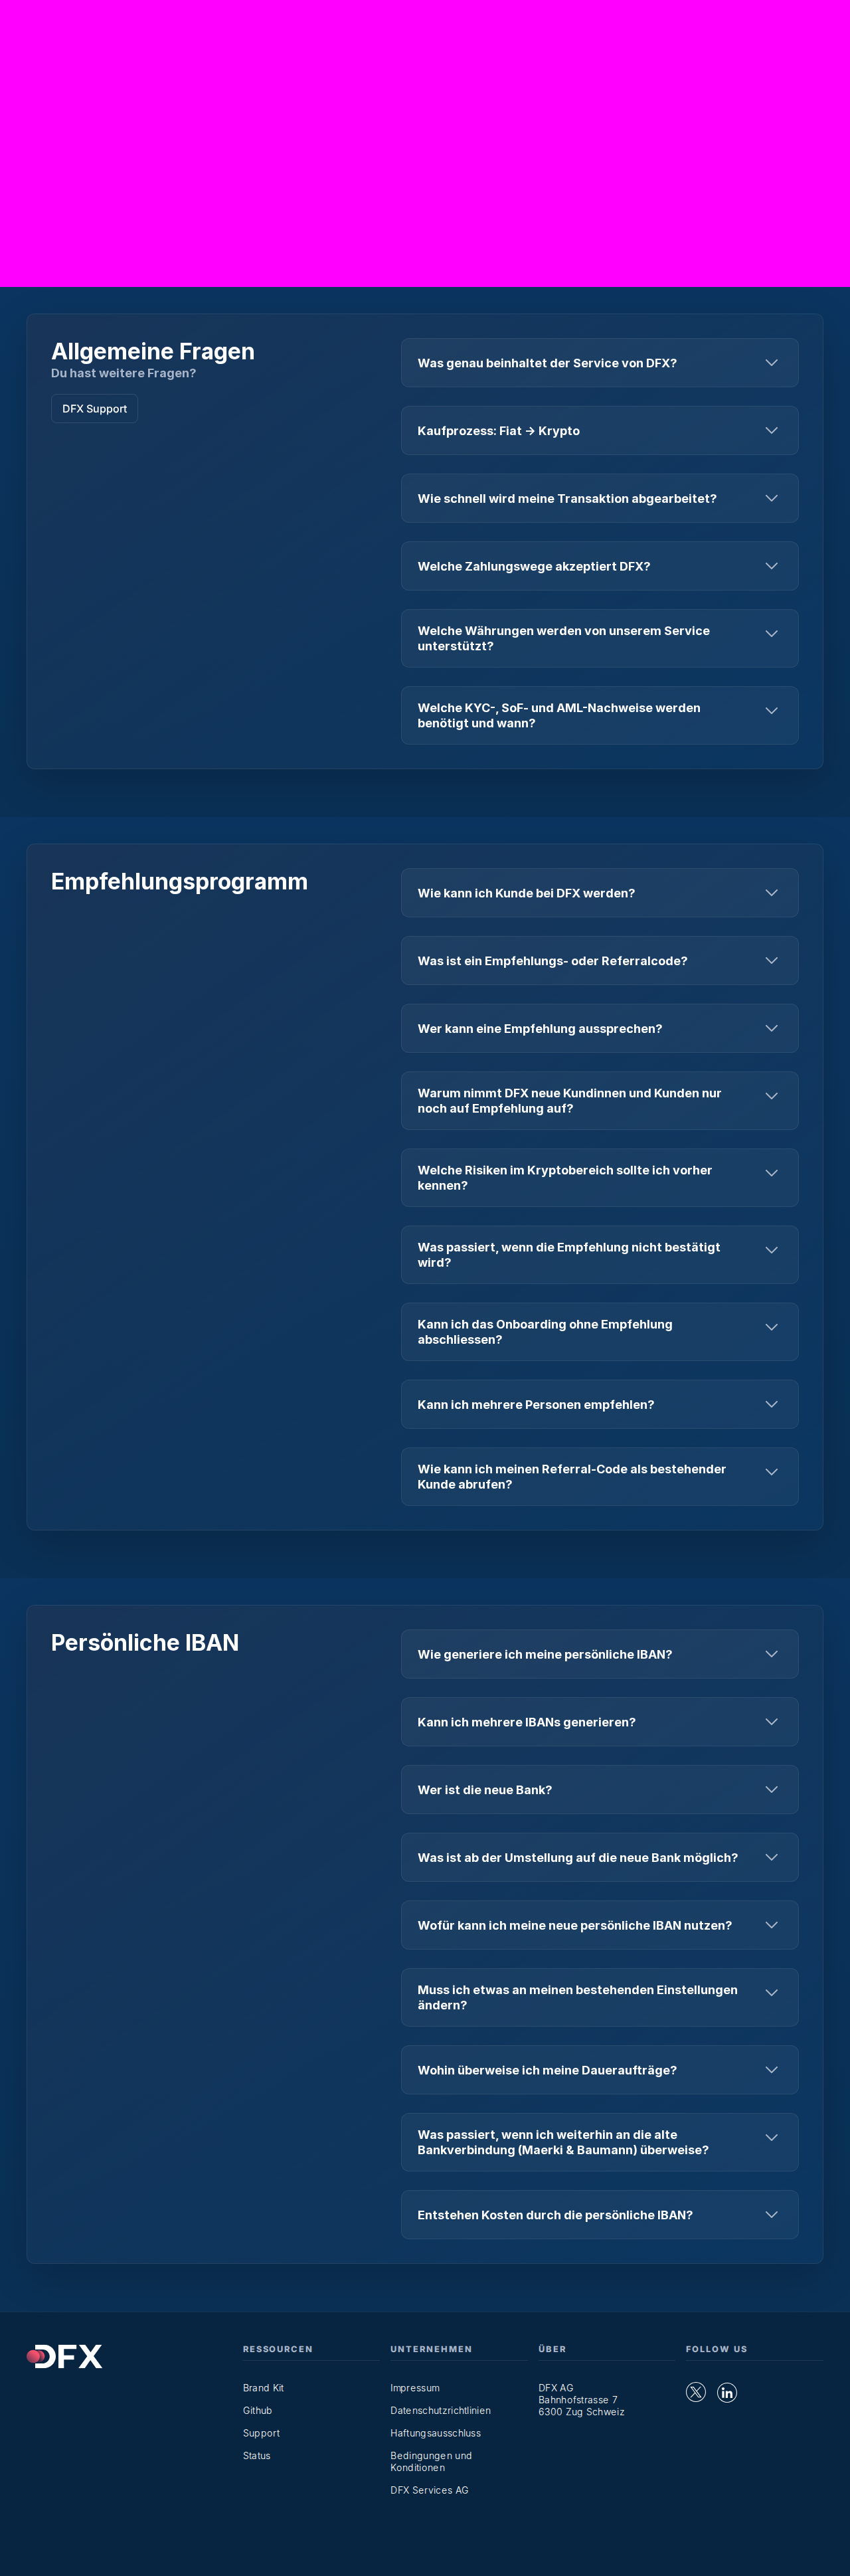 Allgemeine Fragen
Du hast weitere Fragen?
DFX Support
Was genau beinhaltet der Service von DFX?
Kaufprozess: Fiat → Krypto
Wie schnell wird meine Transaktion abgearbeitet?
Welche Zahlungswege akzeptiert DFX?
Welche Währungen werden von unserem Service
unterstützt?
Welche KYC-, SoF- und AML-Nachweise werden
benötigt und wann?
Empfehlungsprogramm
Wie kann ich Kunde bei DFX werden?
Was ist ein Empfehlungs- oder Referralcode?
Wer kann eine Empfehlung aussprechen?
Warum nimmt DFX neue Kundinnen und Kunden nur
noch auf Empfehlung auf?
Welche Risiken im Kryptobereich sollte ich vorher
kennen?
Was passiert, wenn die Empfehlung nicht bestätigt
wird?
Kann ich das Onboarding ohne Empfehlung
abschliessen?
Kann ich mehrere Personen empfehlen?
Wie kann ich meinen Referral-Code als bestehender
Kunde abrufen?
Persönliche IBAN
Wie generiere ich meine persönliche IBAN?
Kann ich mehrere IBANs generieren?
Wer ist die neue Bank?
Was ist ab der Umstellung auf die neue Bank möglich?
Wofür kann ich meine neue persönliche IBAN nutzen?
Muss ich etwas an meinen bestehenden Einstellungen
ändern?
Wohin überweise ich meine Daueraufträge?
Was passiert, wenn ich weiterhin an die alte
Bankverbindung (Maerki & Baumann) überweise?
Entstehen Kosten durch die persönliche IBAN?
DFX
RESSOURCEN
Brand Kit
Github
Support
Status
UNTERNEHMEN
Impressum
Datenschutzrichtlinien
Haftungsausschluss
Bedingungen und
Konditionen
DFX Services AG
ÜBER
DFX AG
Bahnhofstrasse 7
6300 Zug Schweiz
FOLLOW US